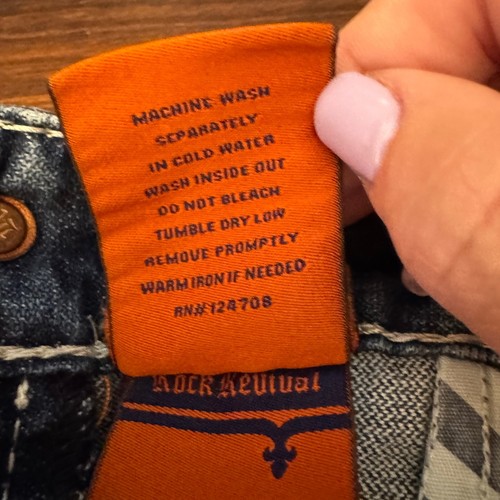 MACHINE WASH
SEPARATELY
IN COLD WATER
WASH INSIDE OUT
DO NOT BLEACH
TUMBLE DRY LOW
REMOVE PROMPTLY
WARM IRON IF NEEDED
RN# 124708
Rock Revival